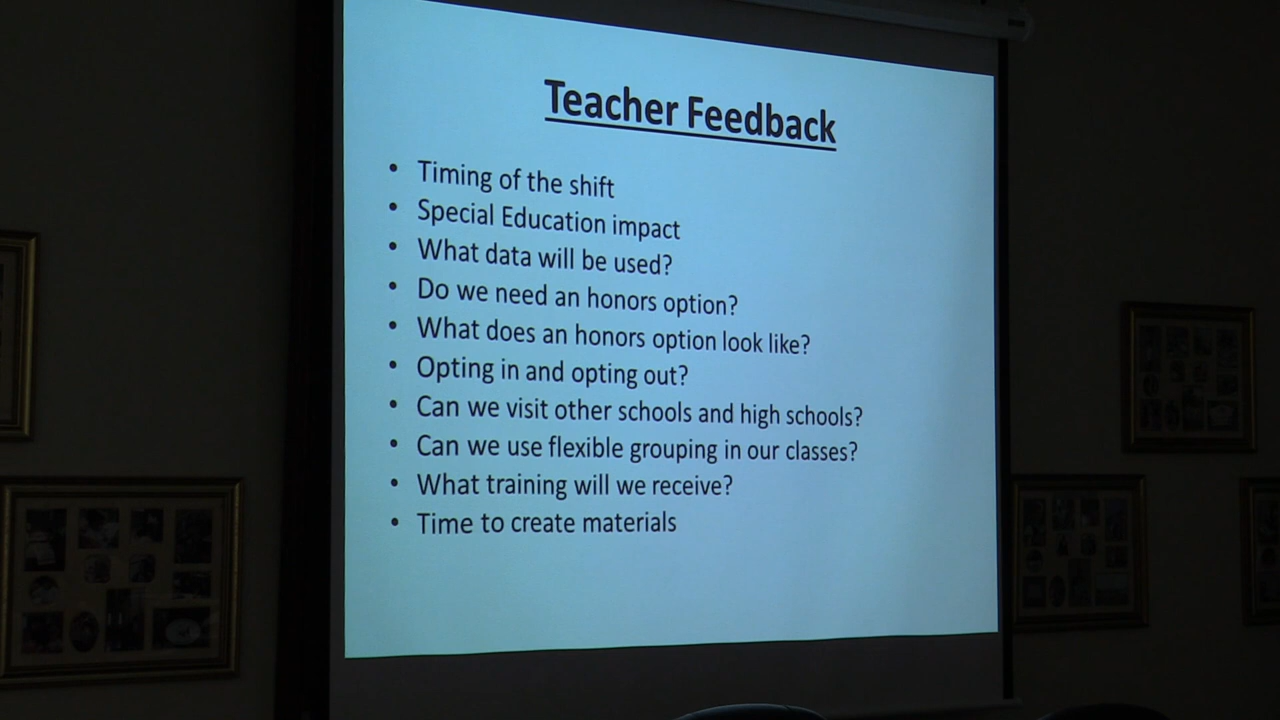 Teacher Feedback
• Timing of the shift
• Special Education impact
• What data will be used?
• Do we need an honors option?
• What does an honors option look like?
• Opting in and opting out?
• Can we visit other schools and high schools?
• Can we use flexible grouping in our classes?
• What training will we receive?
• Time to create materials